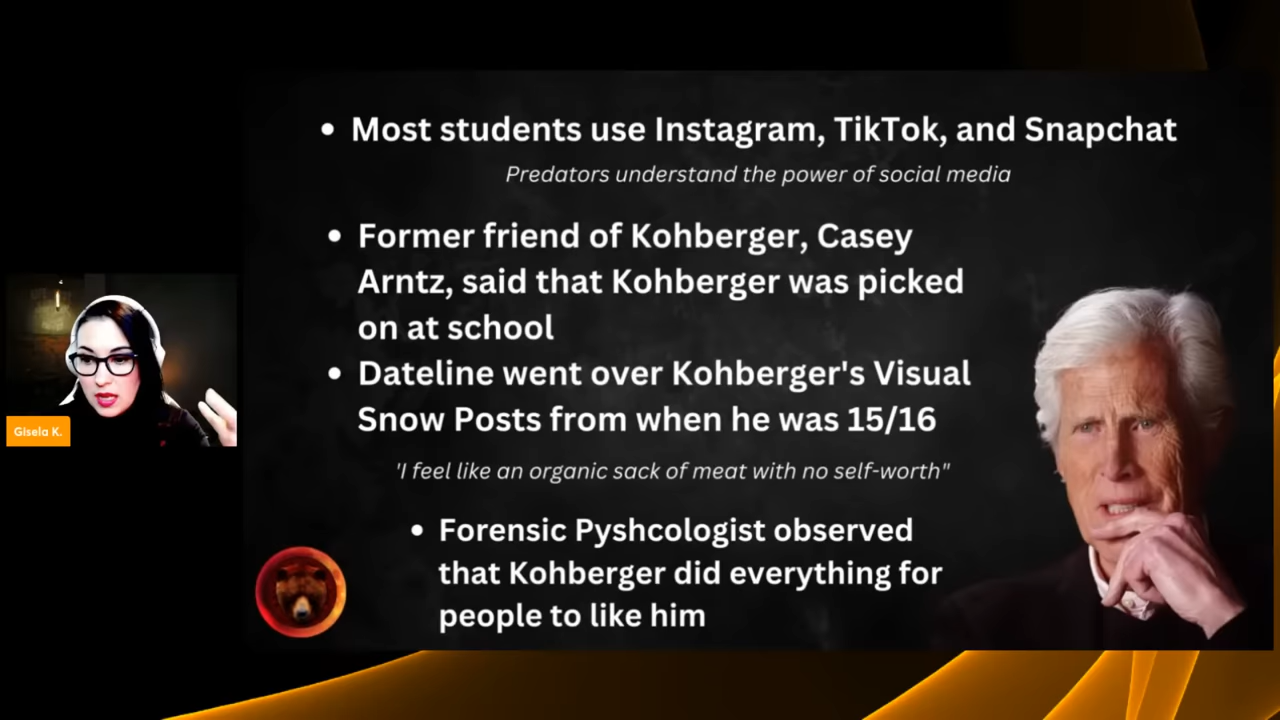 Most students use Instagram, TikTok, and Snapchat
Predators understand the power of social media
Former friend of Kohberger, Casey
Arntz, said that Kohberger was picked
on at school
Dateline went over Kohberger's Visual
Snow Posts from when he was 15/16
'I feel like an organic sack of meat with no self-worth"
Forensic Pyshcologist observed
that Kohberger did everything for
people to like him
Gisela K.